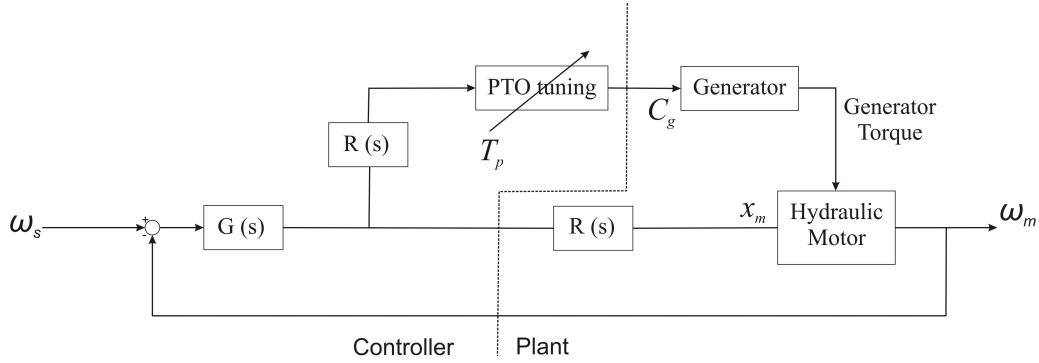 PTO tuning
Generator
C_g
Generator
Torque
R (s)
T_p
ω_s
+
-
G (s)
R (s)
x_m
Hydraulic
Motor
ω_m
Controller
Plant